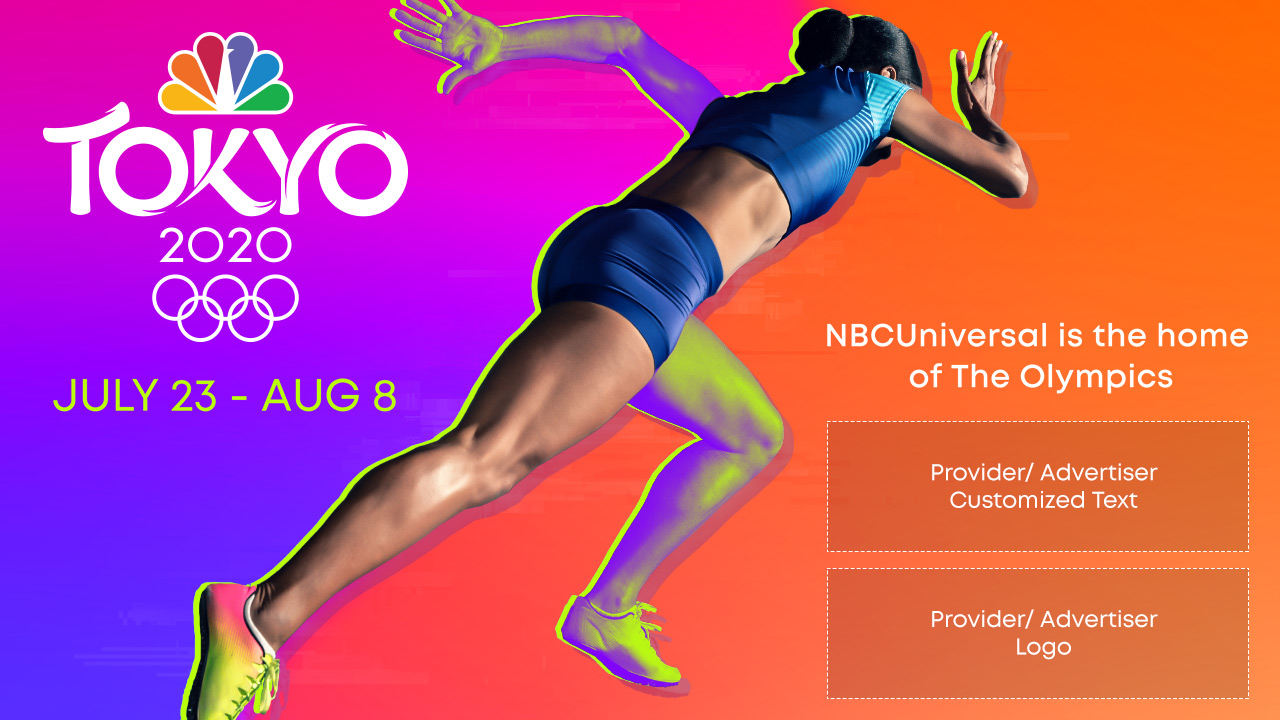 TOKYO
2020
JULY 23 - AUG 8
NBCUniversal is the home
of The Olympics
Provider/ Advertiser
Customized Text
Provider/ Advertiser
Logo